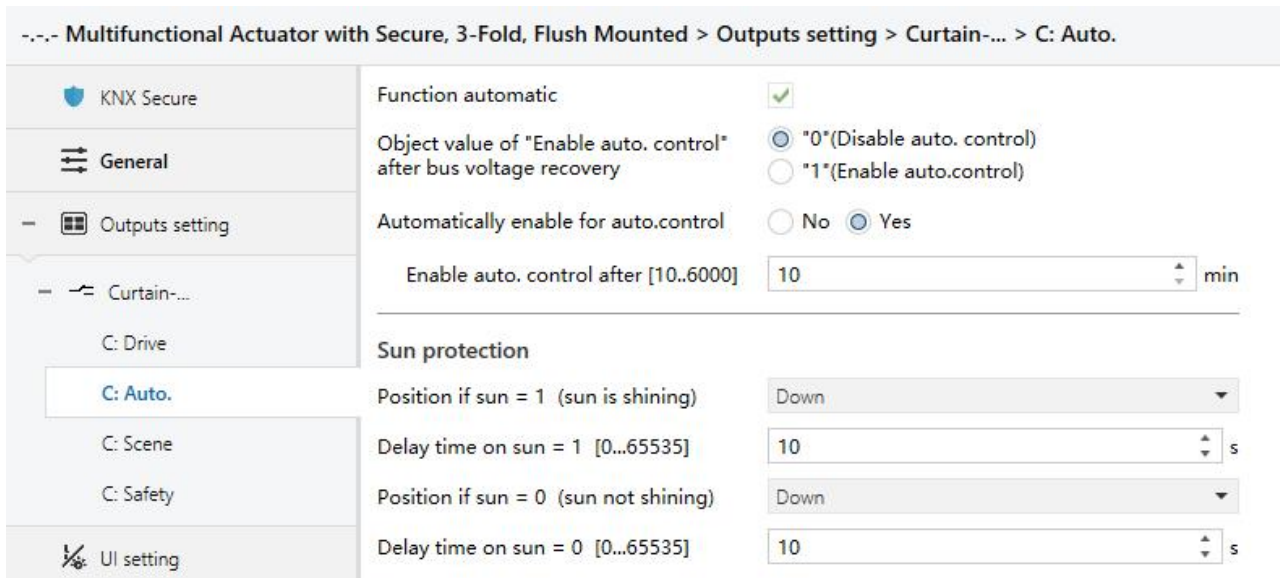 -.-.- Multifunctional Actuator with Secure, 3-Fold, Flush Mounted > Outputs setting > Curtain-... > C: Auto.
KNX Secure
General
Outputs setting
Curtain-...
C: Drive
C: Auto.
C: Scene
C: Safety
UI setting
Function automatic
Object value of "Enable auto. control"
after bus voltage recovery
"0"(Disable auto. control)
"1"(Enable auto.control)
Automatically enable for auto.control
No Yes
Enable auto. control after [10..6000] 10 min
Sun protection
Position if sun = 1 (sun is shining) Down
Delay time on sun = 1 [0...65535] 10 s
Position if sun = 0 (sun not shining) Down
Delay time on sun = 0 [0...65535] 10 s